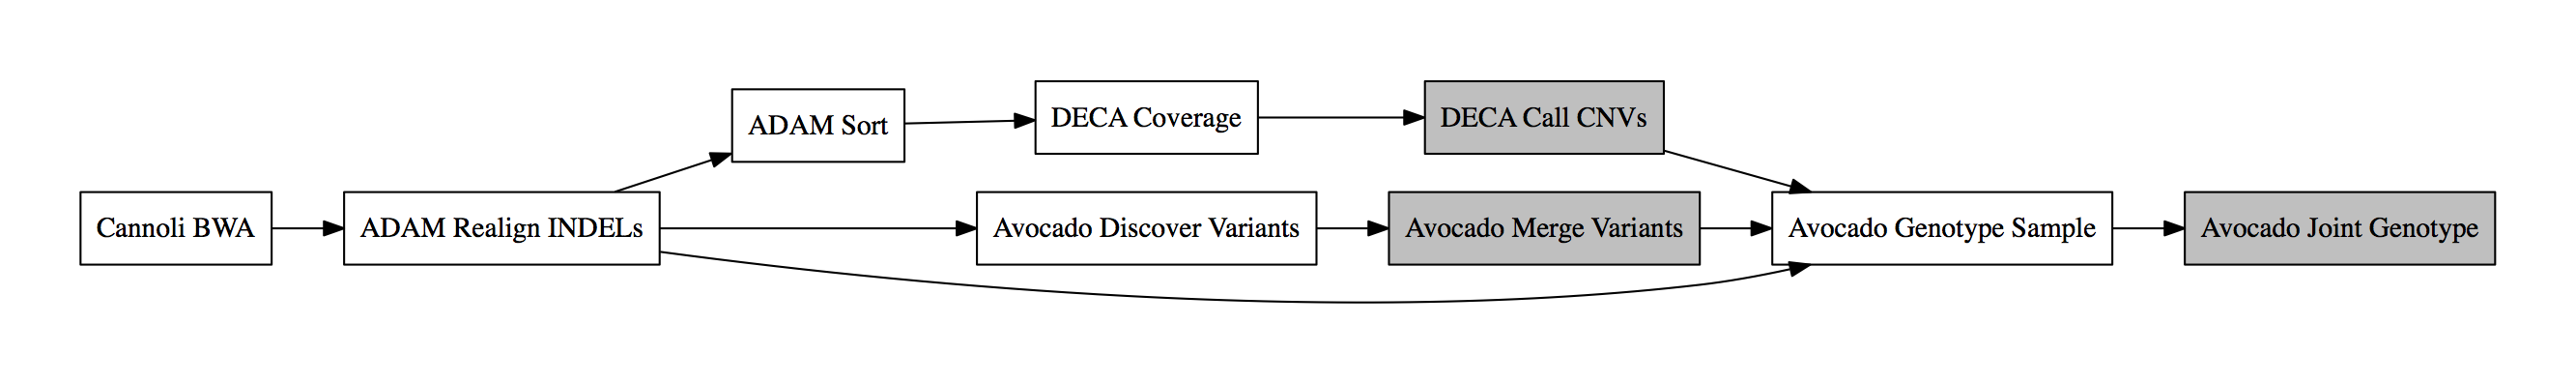 ADAM Sort
DECA Coverage
DECA Call CNVs
Cannoli BWA
ADAM Realign INDELs
Avocado Discover Variants
Avocado Merge Variants
Avocado Genotype Sample
Avocado Joint Genotype